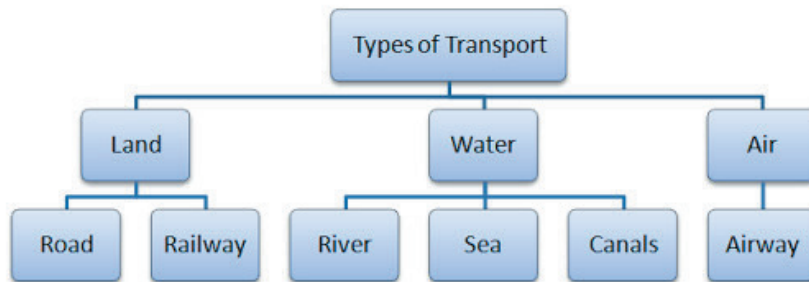 Types of Transport
Land
Water
Air
Road
Railway
River
Sea
Canals
Airway